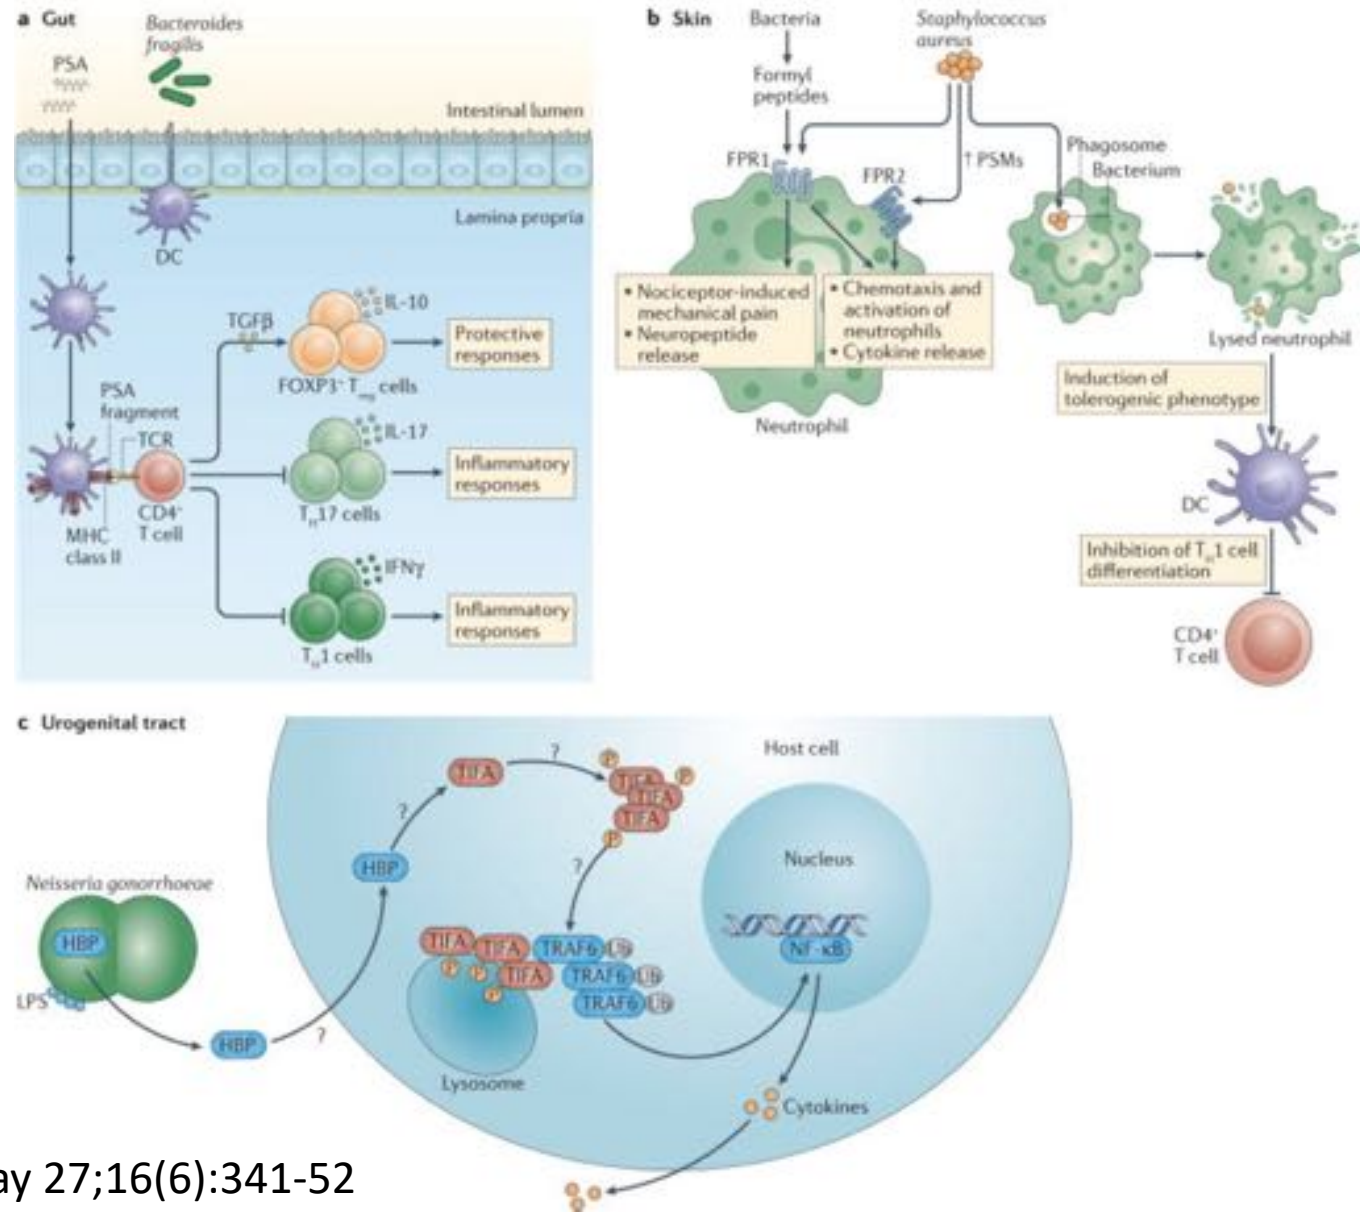 a Gut
Bacteroides
fragilis
PSA
Intestinal lumen
Lamina propria
DC
TGFβ
IL-10
Protective
responses
FOXP3⁺ Treg cells
PSA
fragment
TCR
IL-17
Inflammatory
responses
MHC
class II
CD4⁺
T cell
TH17 cells
IFNγ
Inflammatory
responses
TH1 cells
b Skin
Bacteria
Staphylococcus
aureus
Formyl
peptides
FPR1
FPR2
↑ PSMs
Phagosome
Bacterium
• Nociceptor-induced
mechanical pain
• Neuropeptide
release
• Chemotaxis and
activation of
neutrophils
• Cytokine release
Neutrophil
Lysed neutrophil
Induction of
tolerogenic phenotype
DC
Inhibition of TH1 cell
differentiation
CD4⁺
T cell
c Urogenital tract
Host cell
TIFA
?
P
P
TIFA
TIFA
TIFA
P
?
?
HBP
Nucleus
Neisseria gonorrhoeae
HBP
NF-κB
TIFA
TIFA
TRAF6
Ub
P
P
TIFA
TRAF6
Ub
P
TRAF6
Ub
LPS
HBP
?
Lysosome
Cytokines
ay 27;16(6):341-52